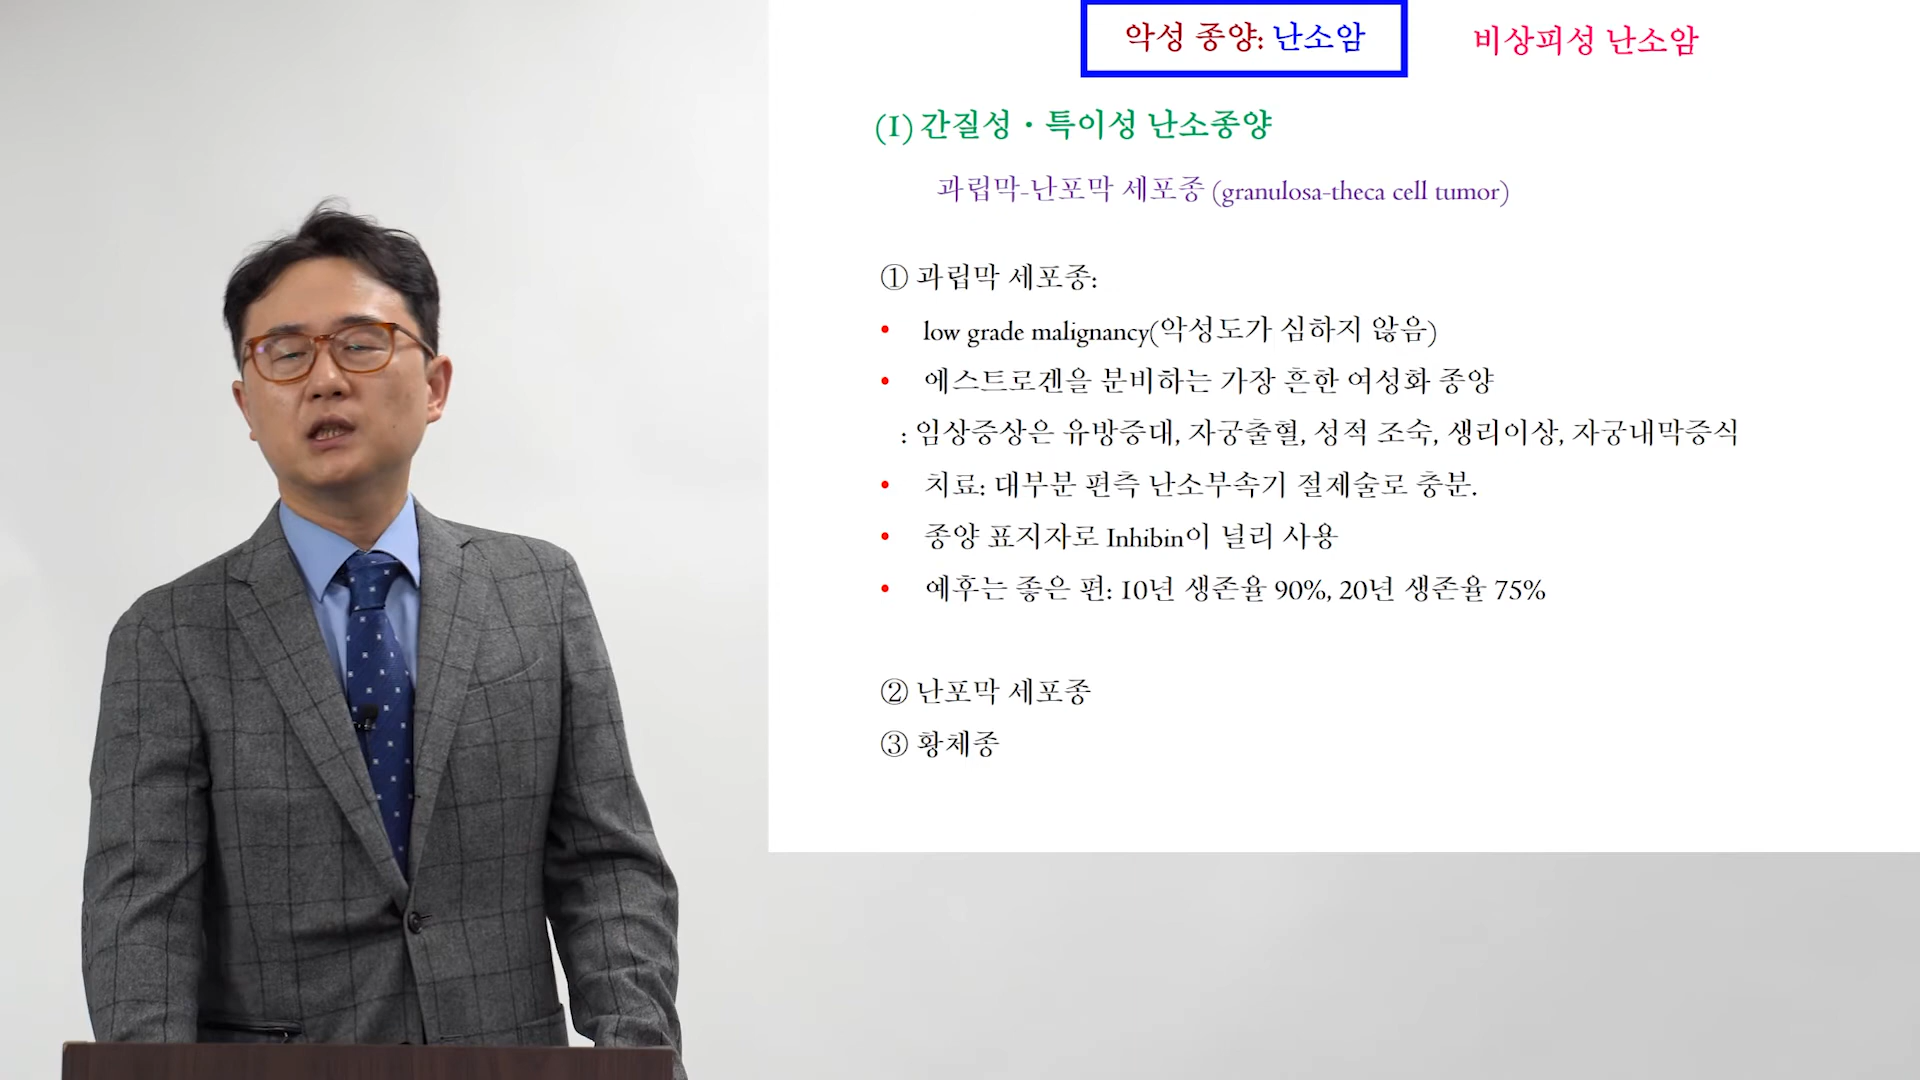 악성 종양: 난소암
비상피성 난소암
(1) 간질성・특이성 난소종양
과립막-난포막 세포종 (granulosa-theca cell tumor)
① 과립막 세포종:
• low grade malignancy(악성도가 심하지 않음)
• 에스트로겐을 분비하는 가장 흔한 여성화 종양
: 임상증상은 유방증대, 자궁출혈, 성적 조숙, 생리이상, 자궁내막증식
• 치료: 대부분 편측 난소부속기 절제술로 충분.
• 종양 표지자로 Inhibin이 널리 사용
• 예후는 좋은 편: 10년 생존율 90%, 20년 생존율 75%
② 난포막 세포종
③ 황체종